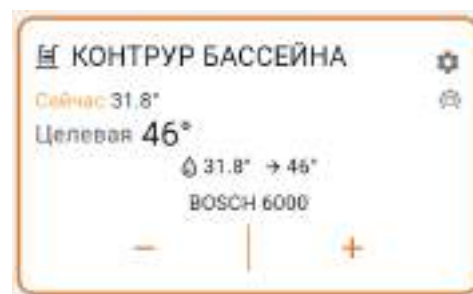 КОНТРУР БАССЕЙНА
Сейчас 31.8°
Целевая 46°
31.8° → 46°
BOSCH 6000
− +